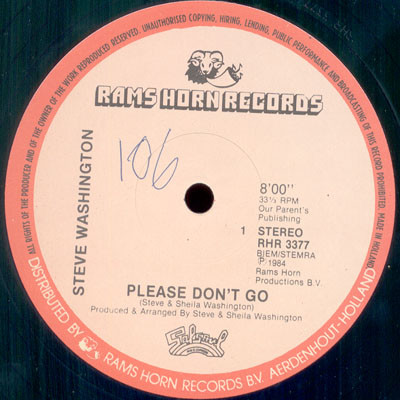 ALL RIGHTS OF THE PRODUCER AND OF THE OWNER OF THE WORK REPRODUCED RESERVED. UNAUTHORISED COPYING, HIRING, LENDING, PUBLIC PERFORMANCE AND BROADCASTING OF THIS RECORD PROHIBITED. MADE IN HOLLAND
RAMS HORN RECORDS
STEVE WASHINGTON
106
8'00"
33⅓ RPM
Our Parent's
Publishing
1 STEREO
RHR 3377
BIEM/STEMRA
℗ 1984
Rams Horn
Productions B.V.
PLEASE DON'T GO
(Steve & Sheila Washington)
Produced & Arranged By Steve & Sheila Washington
Salsoul
DISTRIBUTED BY RAMS HORN RECORDS B.V. AERDENHOUT-HOLLAND